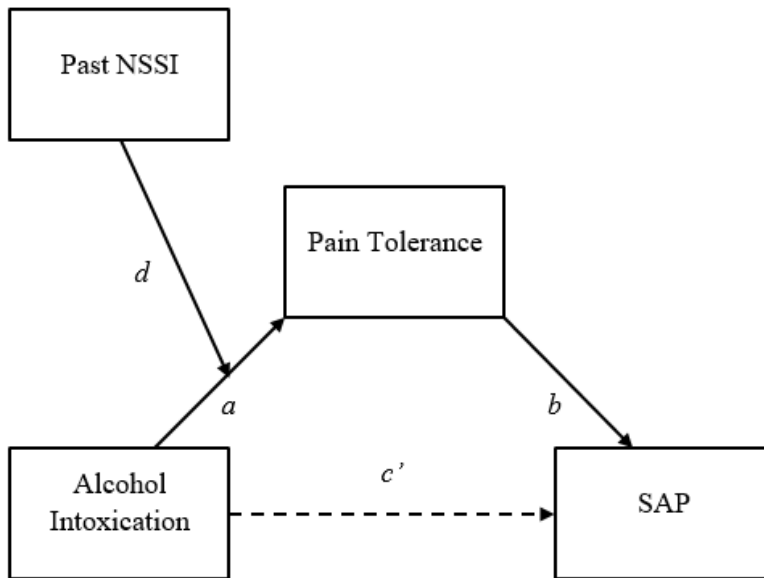 Past NSSI
Pain Tolerance
d
a
b
Alcohol
Intoxication
c’
SAP